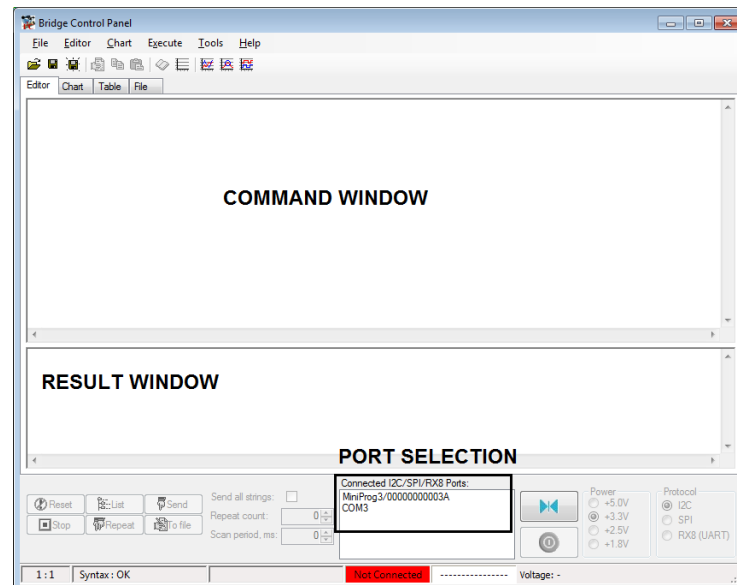 Bridge Control Panel
File Editor Chart Execute Tools Help
Editor Chart Table File
COMMAND WINDOW
RESULT WINDOW
PORT SELECTION
Connected I2C/SPI/RX8 Ports:
MiniProg3/00000000003A
COM3
Reset List Send
Stop Repeat To file
Send all strings:
Repeat count: 0
Scan period, ms: 0
Power
+5.0V
+3.3V
+2.5V
+1.8V
Protocol
I2C
SPI
RX8 (UART)
1:1 Syntax : OK Not Connected ---------------- Voltage: -